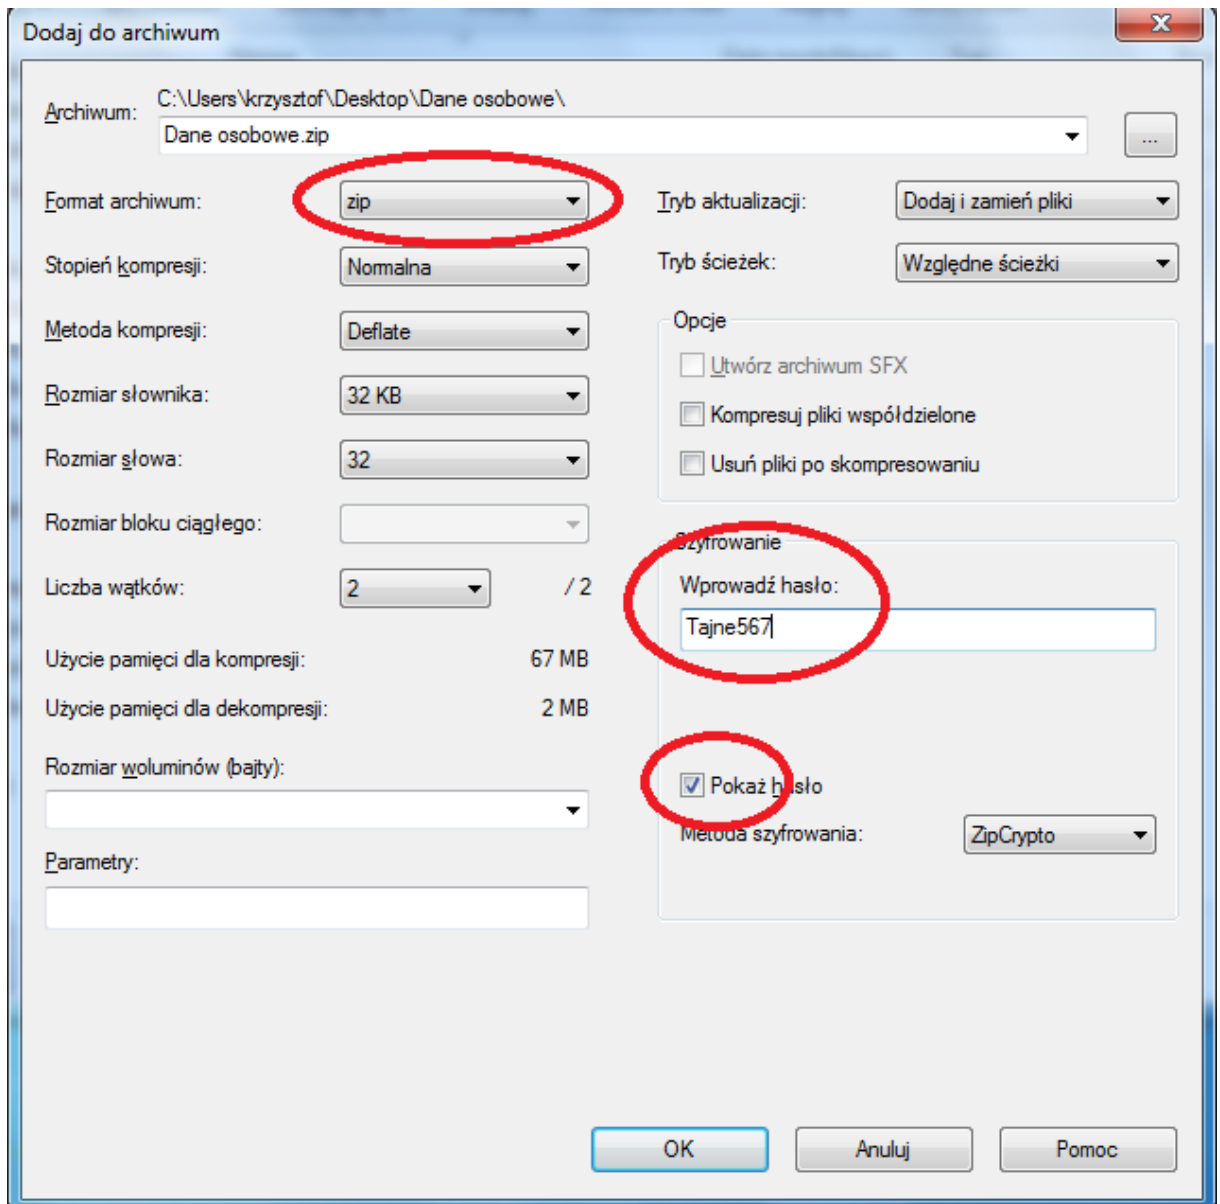 Dodaj do archiwum
Archiwum:
C:\Users\krzysztof\Desktop\Dane osobowe\
Dane osobowe.zip
...
Format archiwum:
zip
Stopień kompresji:
Normalna
Metoda kompresji:
Deflate
Rozmiar słownika:
32 KB
Rozmiar słowa:
32
Rozmiar bloku ciągłego:
Liczba wątków:
2
/ 2
Użycie pamięci dla kompresji:
67 MB
Użycie pamięci dla dekompresji:
2 MB
Rozmiar woluminów (bajty):
Parametry:
Tryb aktualizacji:
Dodaj i zamień pliki
Tryb ścieżek:
Względne ścieżki
Opcje
Utwórz archiwum SFX
Kompresuj pliki współdzielone
Usuń pliki po skompresowaniu
Szyfrowanie
Wprowadź hasło:
Tajne567
Pokaż hasło
Metoda szyfrowania:
ZipCrypto
OK
Anuluj
Pomoc